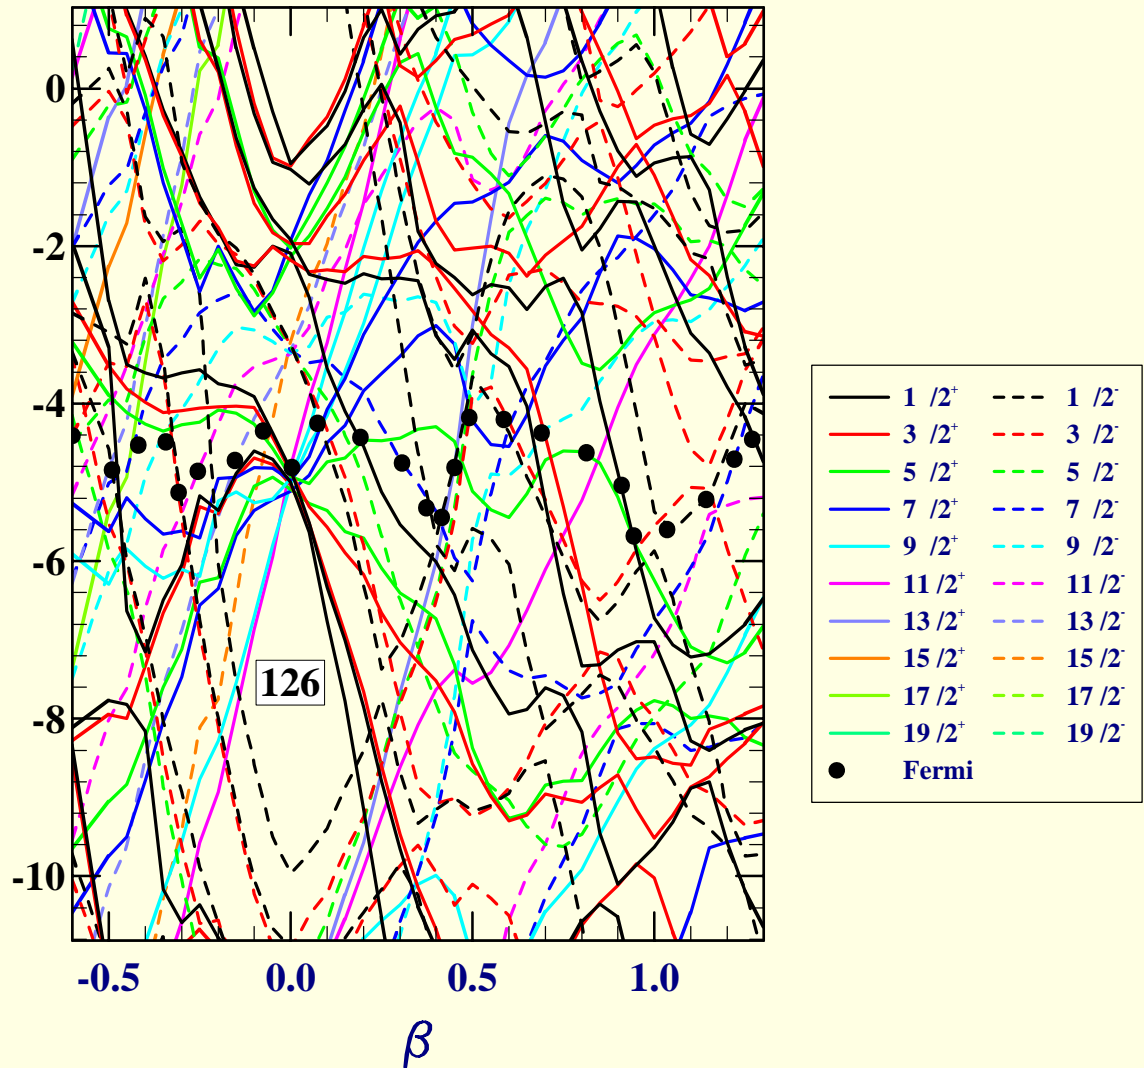 0
-2
-4
-6
-8
-10
126
-0.5 0.0 0.5 1.0
β
1 /2+ 1 /2-
3 /2+ 3 /2-
5 /2+ 5 /2-
7 /2+ 7 /2-
9 /2+ 9 /2-
11 /2+ 11 /2-
13 /2+ 13 /2-
15 /2+ 15 /2-
17 /2+ 17 /2-
19 /2+ 19 /2-
Fermi